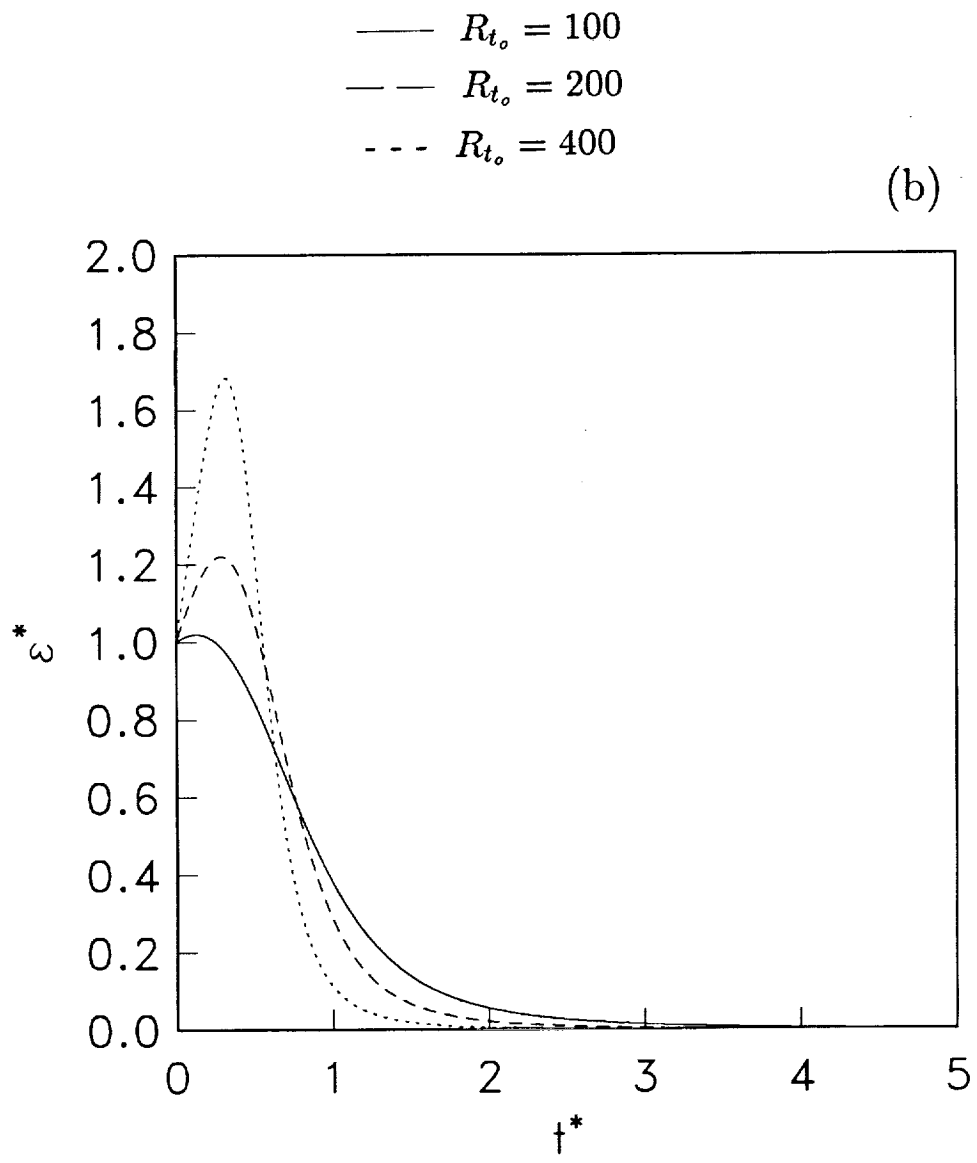 R_{t_o} = 100
R_{t_o} = 200
R_{t_o} = 400
(b)
2.0
1.8
1.6
1.4
1.2
1.0
0.8
0.6
0.4
0.2
0.0
ε*
0 1 2 3 4 5
t*